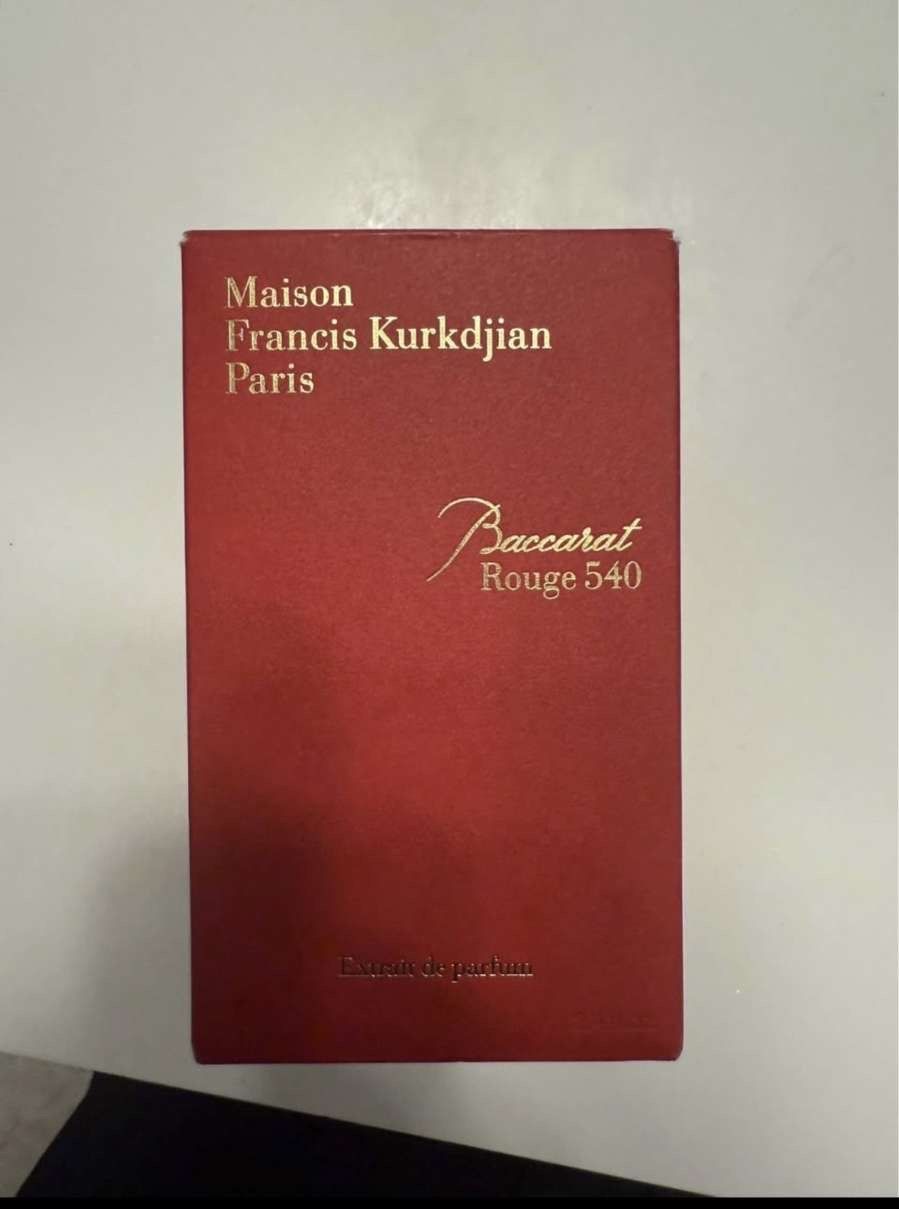 Maison
Francis Kurkdjian
Paris
Baccarat
Rouge 540
Extrait de parfum